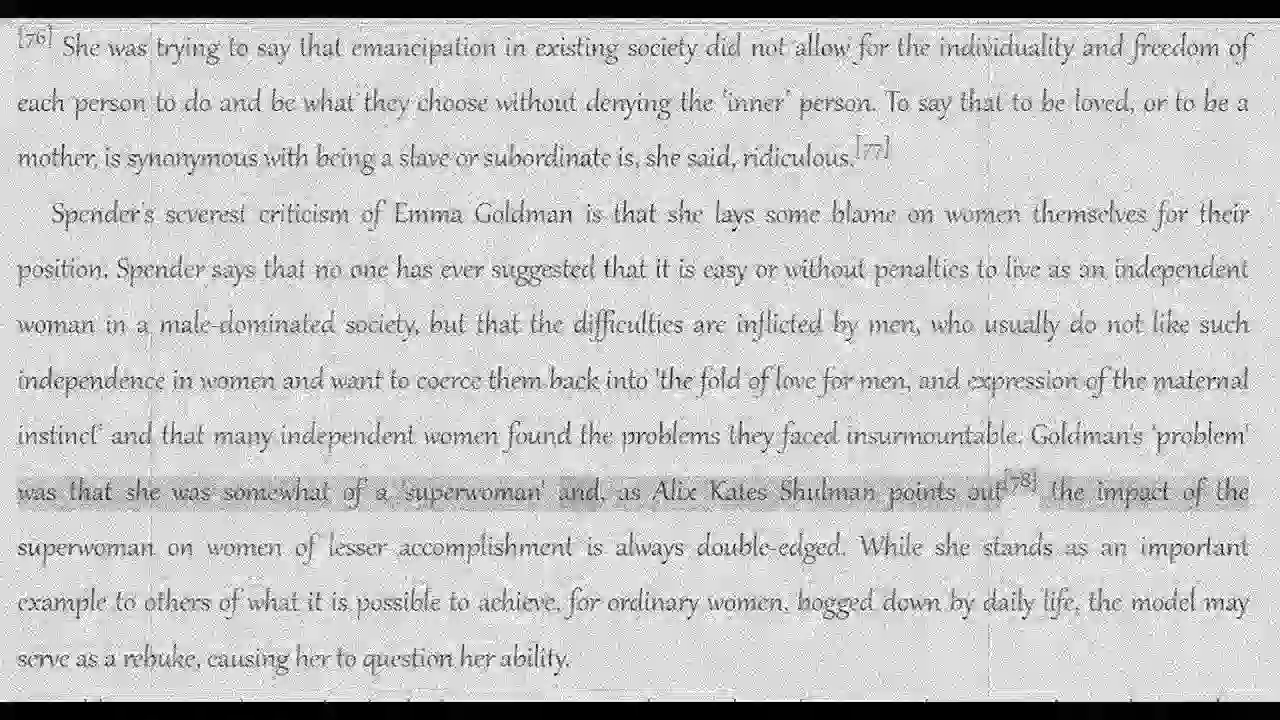 [76] She was trying to say that emancipation in existing society did not allow for the individuality and freedom of
each person to do and be what they choose without denying the 'inner' person. To say that to be loved, or to be a
mother, is synonymous with being a slave or subordinate is, she said, ridiculous.[77]
Spender's severest criticism of Emma Goldman is that she lays some blame on women themselves for their
position. Spender says that no one has ever suggested that it is easy or without penalties to live as an independent
woman in a male-dominated society, but that the difficulties are inflicted by men, who usually do not like such
independence in women and want to coerce them back into 'the fold of love for men, and expression of the maternal
instinct' and that many independent women found the problems they faced insurmountable. Goldman's 'problem'
was that she was somewhat of a 'superwoman' and, as Alix Kates Shulman points out[78] the impact of the
superwoman on women of lesser accomplishment is always double-edged. While she stands as an important
example to others of what it is possible to achieve, for ordinary women, bogged down by daily life, the model may
serve as a rebuke, causing her to question her ability.